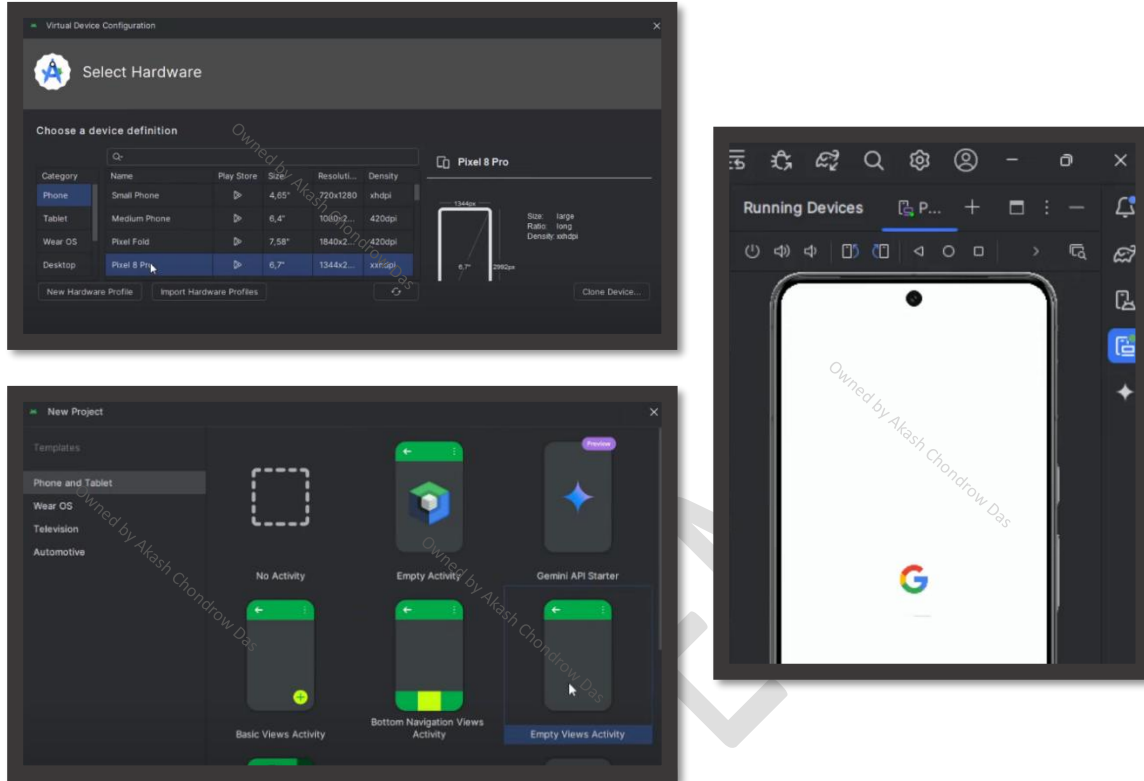 Virtual Device Configuration
Select Hardware
Choose a device definition
Category Name Play Store Size Resoluti... Density
Phone Small Phone 4,65" 720x1280 xhdpi
Tablet Medium Phone 6,4" 1080x2... 420dpi
Wear OS Pixel Fold 7,58" 1840x2... 420dpi
Desktop Pixel 8 Pro 6,7" 1344x2... xxhdpi
New Hardware Profile Import Hardware Profiles
Pixel 8 Pro
1344px
6,7" 2992px
Size: large
Ratio: long
Density: xxhdpi
Clone Device...
Owned by Akash Chondrow Das
New Project
Templates
Phone and Tablet
Wear OS
Television
Automotive
Preview
No Activity Empty Activity Gemini API Starter
Basic Views Activity Bottom Navigation Views Activity Empty Views Activity
Owned by Akash Chondrow Das
Owned by Akash Chondrow Das
Running Devices P...
Owned by Akash Chondrow Das
G